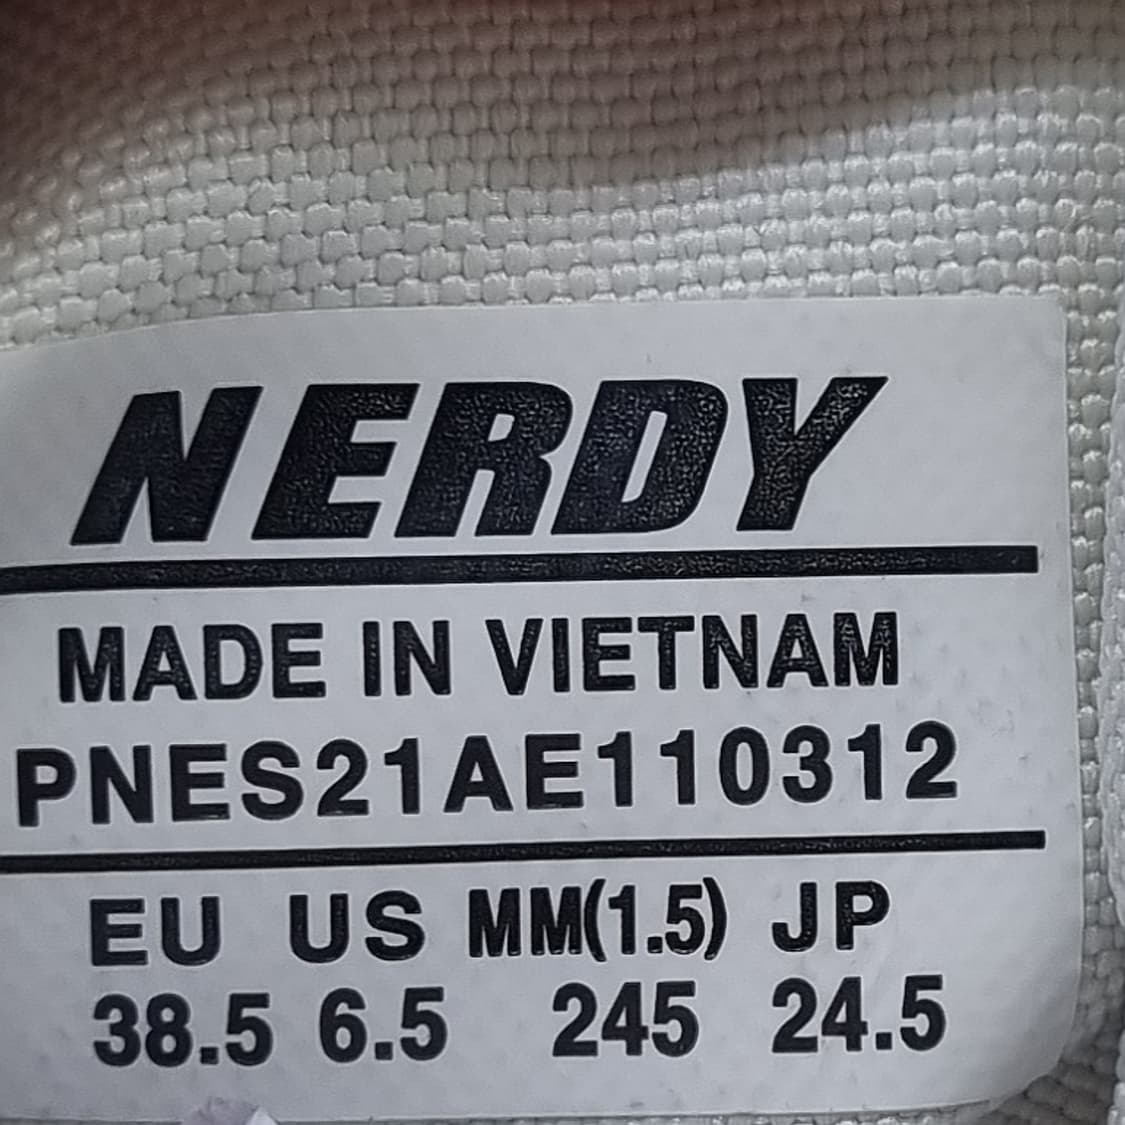 NERDY
MADE IN VIETNAM
PNES21AE110312
EU US MM(1.5) JP
38.5 6.5 245 24.5